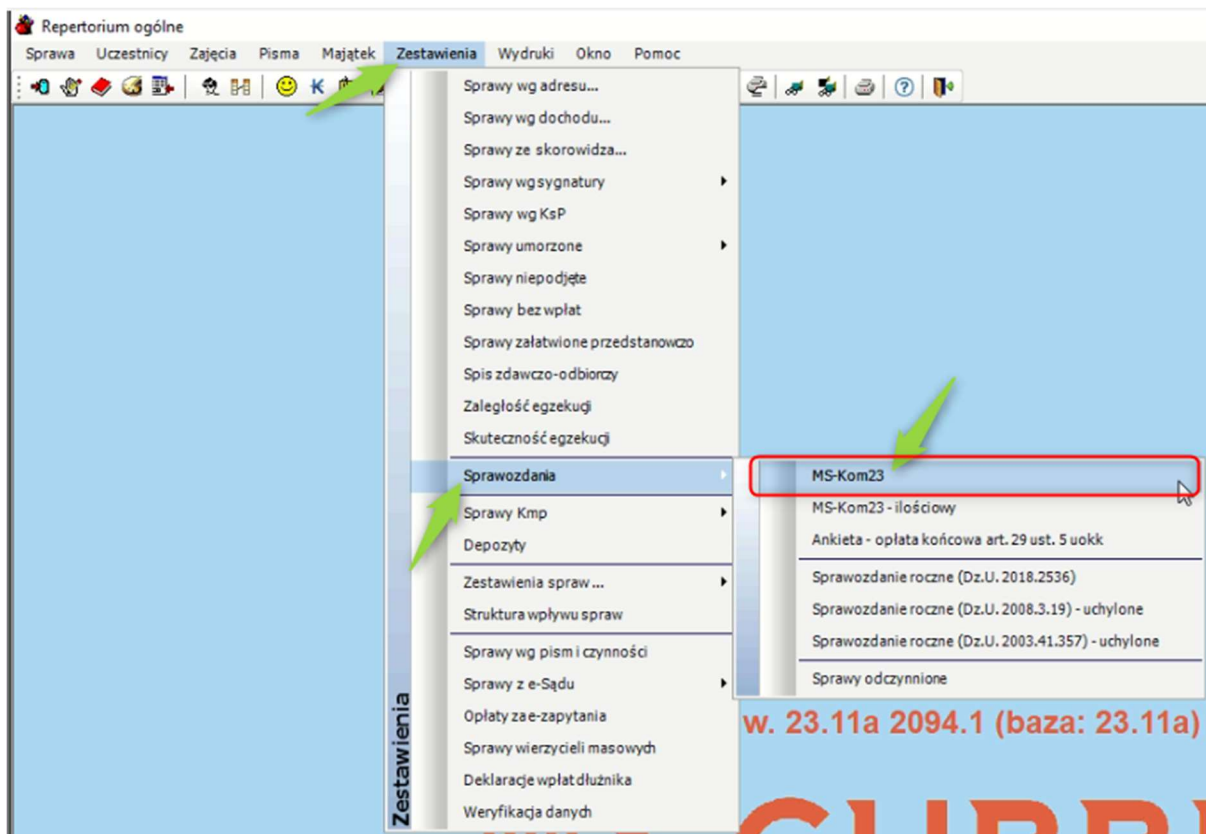 Repertorium ogólne
Sprawa Uczestnicy Zajęcia Pisma Majątek Zestawienia Wydruki Okno Pomoc
Sprawy wg adresu...
Sprawy wg dochodu...
Sprawy ze skorowidza...
Sprawy wg sygnatury
Sprawy wg KsP
Sprawy umorzone
Sprawy niepodjęte
Sprawy bez wpłat
Sprawy załatwione przedstanowczo
Spis zdawczo-odbiorczy
Zaległość egzekucji
Skuteczność egzekucji
Sprawozdania
Sprawy Kmp
Depozyty
Zestawienia spraw ...
Struktura wpływu spraw
Sprawy wg pism i czynności
Sprawy z e-Sądu
Opłaty za e-zapytania
Sprawy wierzycieli masowych
Deklaracje wpłat dłużnika
Weryfikacja danych
Zestawienia
MS-Kom23
MS-Kom23 - ilościowy
Ankieta - opłata końcowa art. 29 ust. 5 uokk
Sprawozdanie roczne (Dz.U. 2018.2536)
Sprawozdanie roczne (Dz.U. 2008.3.19) - uchylone
Sprawozdanie roczne (Dz.U. 2003.41.357) - uchylone
Sprawy odczynnione
w. 23.11a 2094.1 (baza: 23.11a)